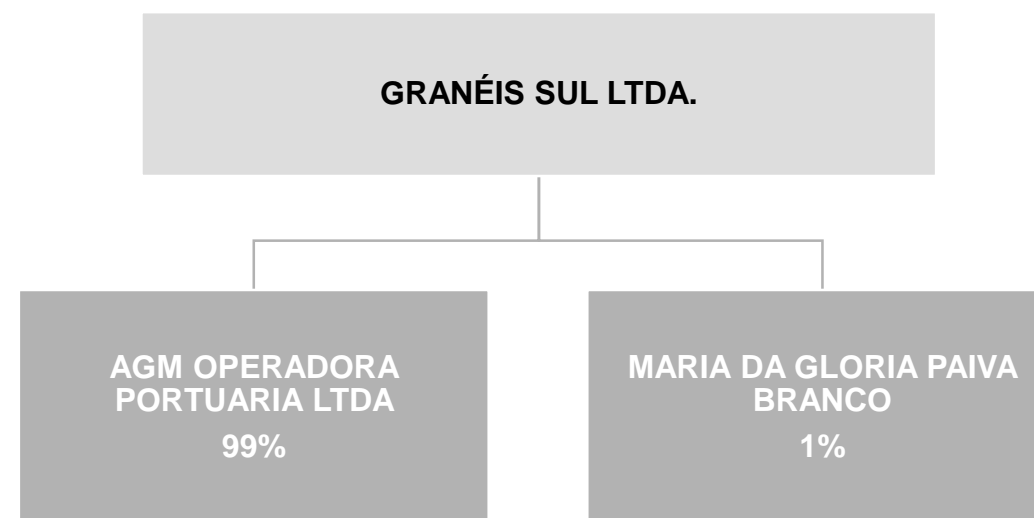 GRANÉIS SUL LTDA.
AGM OPERADORA
PORTUARIA LTDA
99%
MARIA DA GLORIA PAIVA
BRANCO
1%